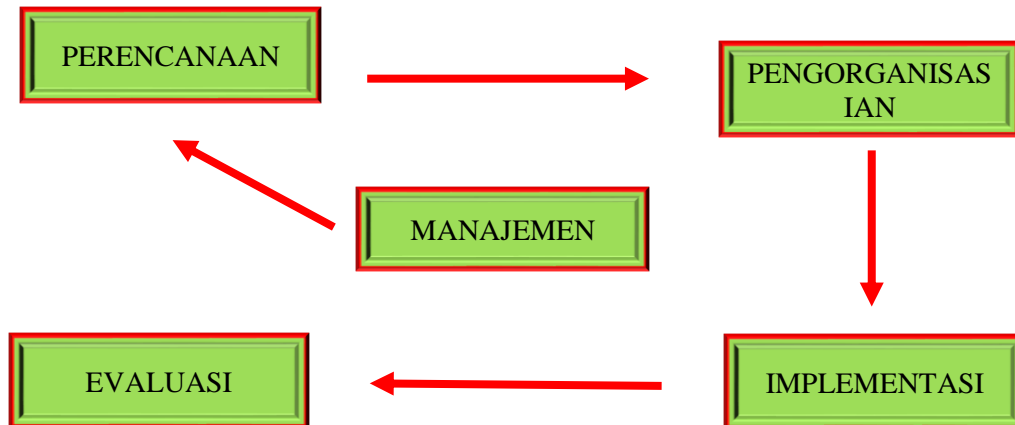 PERENCANAAN
PENGORGANISAS
IAN
MANAJEMEN
EVALUASI
IMPLEMENTASI